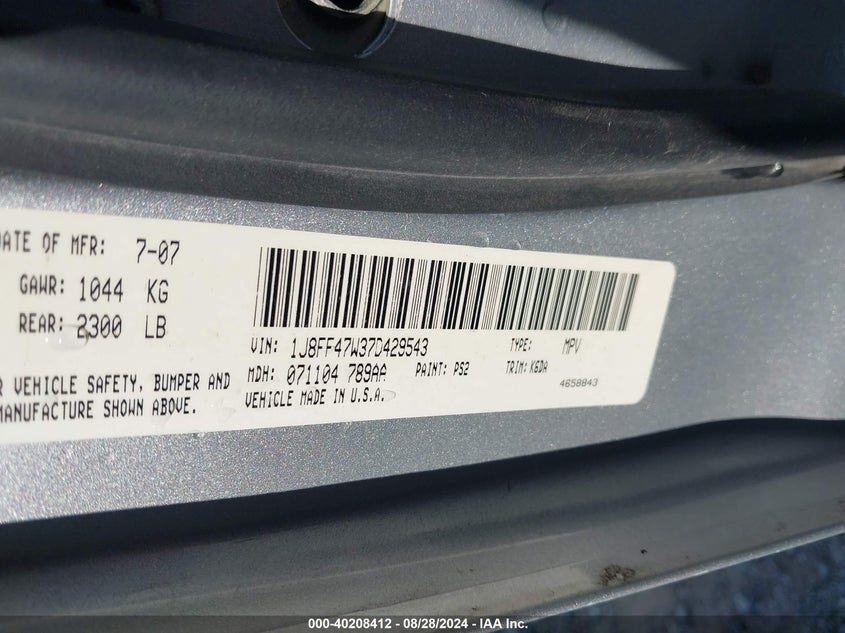 DATE OF MFR: 7-07
GAWR: 1044 KG
REAR: 2300 LB
VEHICLE SAFETY, BUMPER AND
MANUFACTURE SHOWN ABOVE.
VIN: 1J8FF47W37D429543 TYPE: MPV
MDH: 071104 789AA PAINT: PS2 TRIM: K6DA
VEHICLE MADE IN U.S.A. 4658843
000-40208412 - 08/28/2024 - IAA Inc.